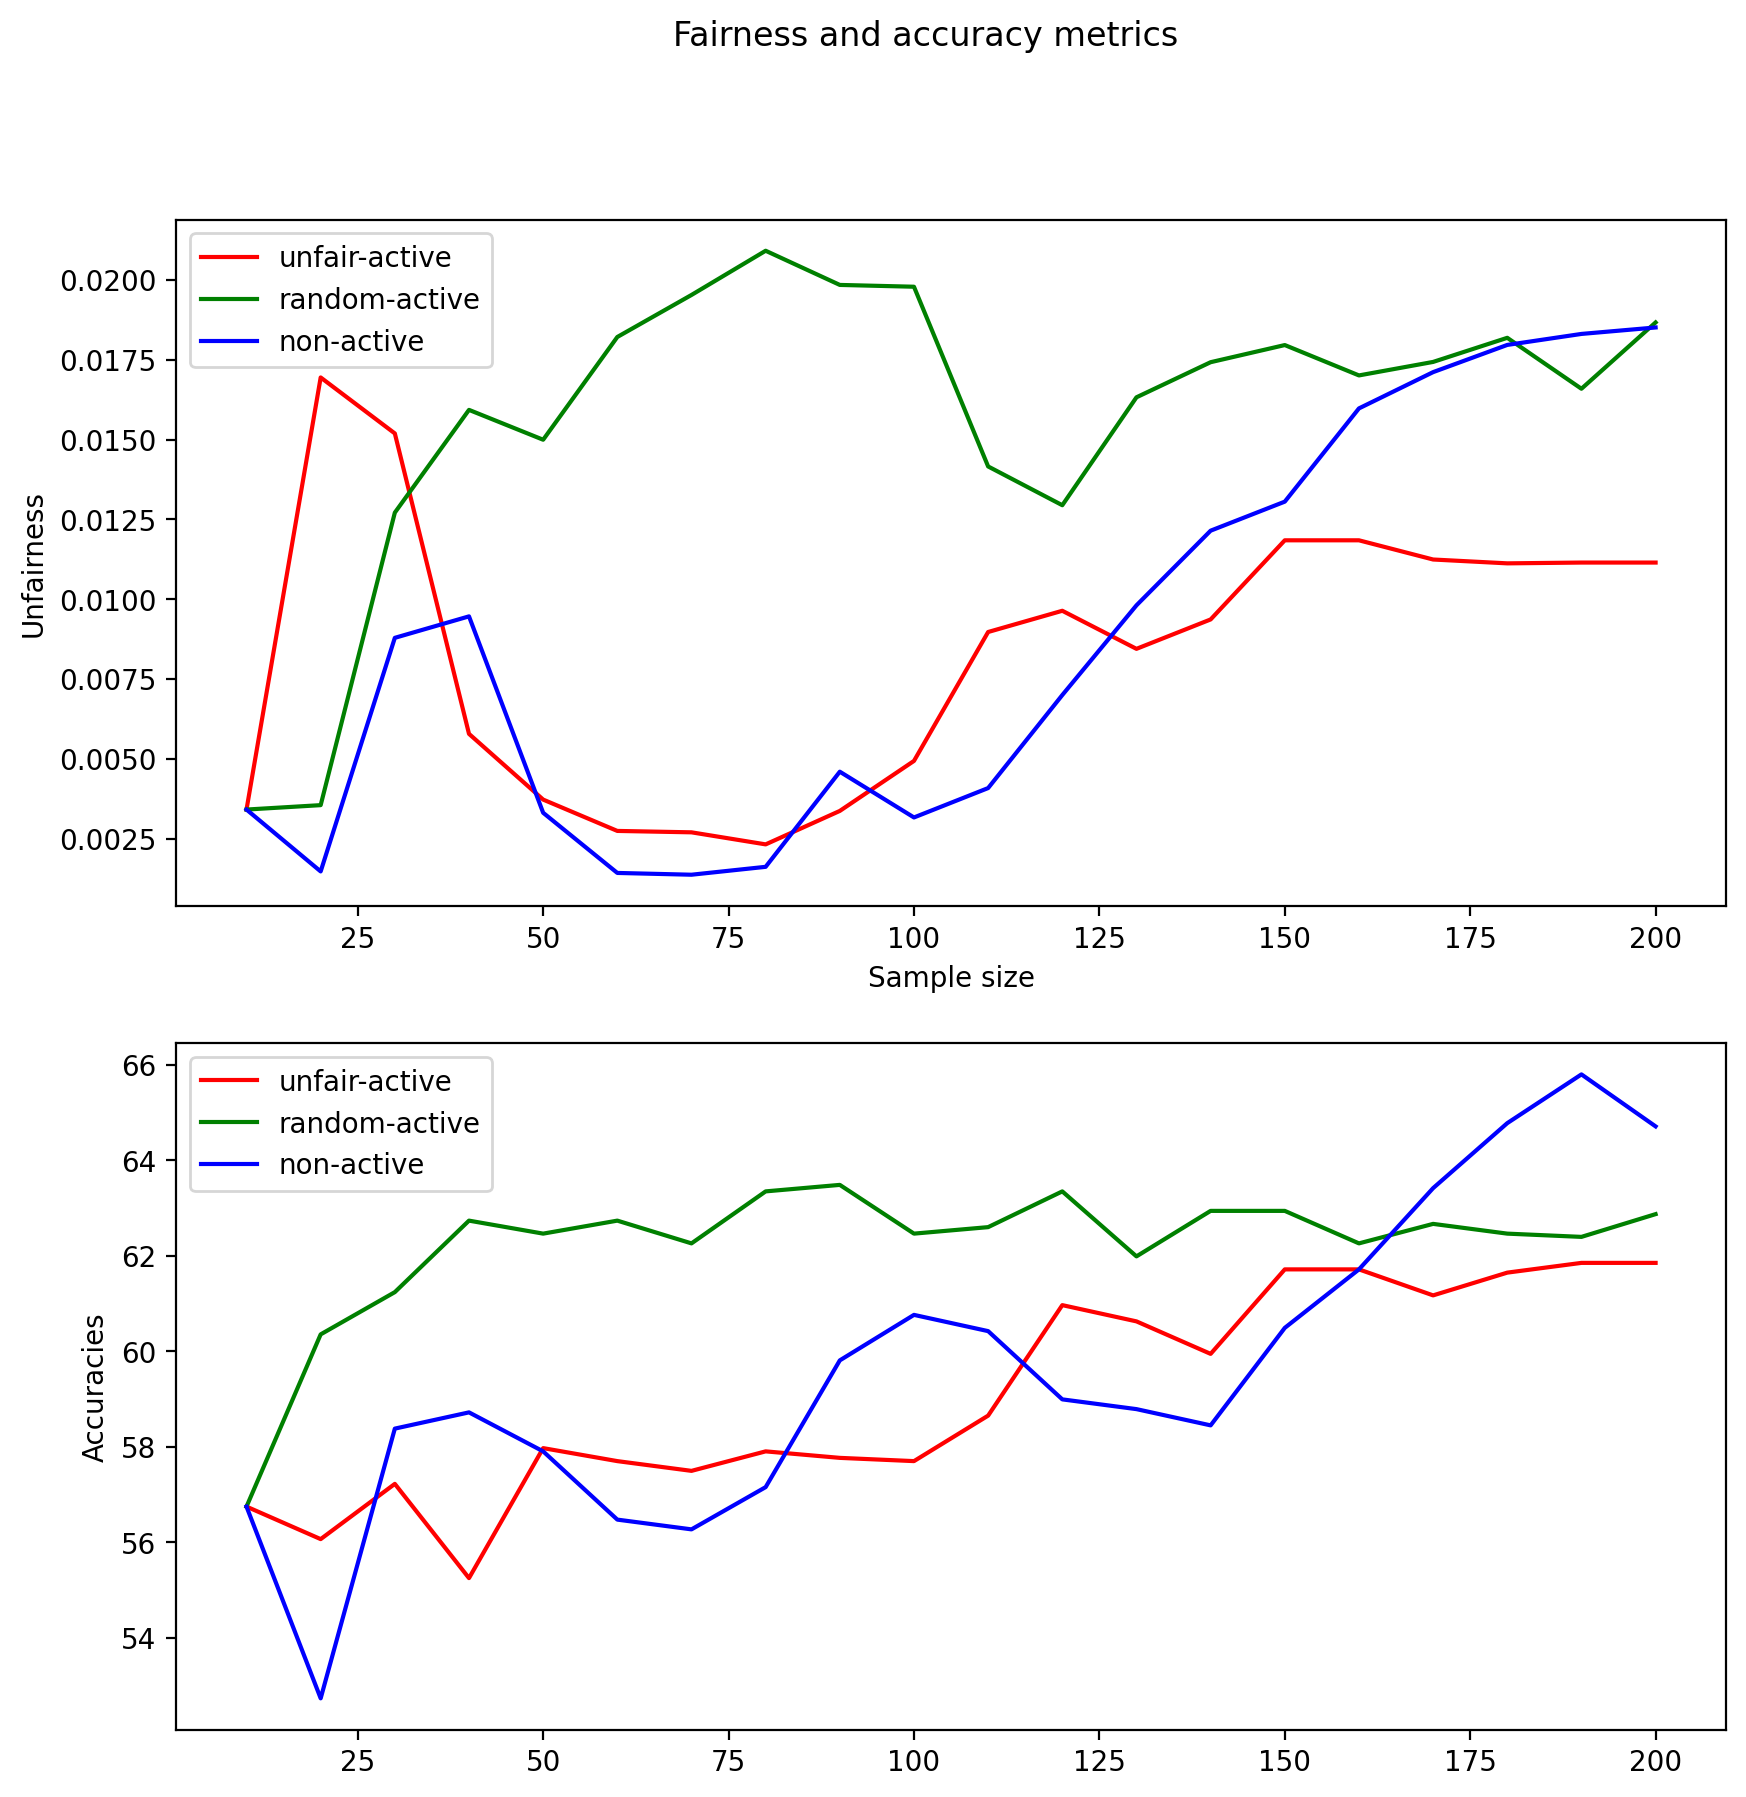 Fairness and accuracy metrics
unfair-active
random-active
non-active
0.0200
0.0175
0.0150
0.0125
0.0100
0.0075
0.0050
0.0025
Unfairness
25 50 75 100 125 150 175 200
Sample size
unfair-active
random-active
non-active
66
64
62
60
58
56
54
Accuracies
25 50 75 100 125 150 175 200